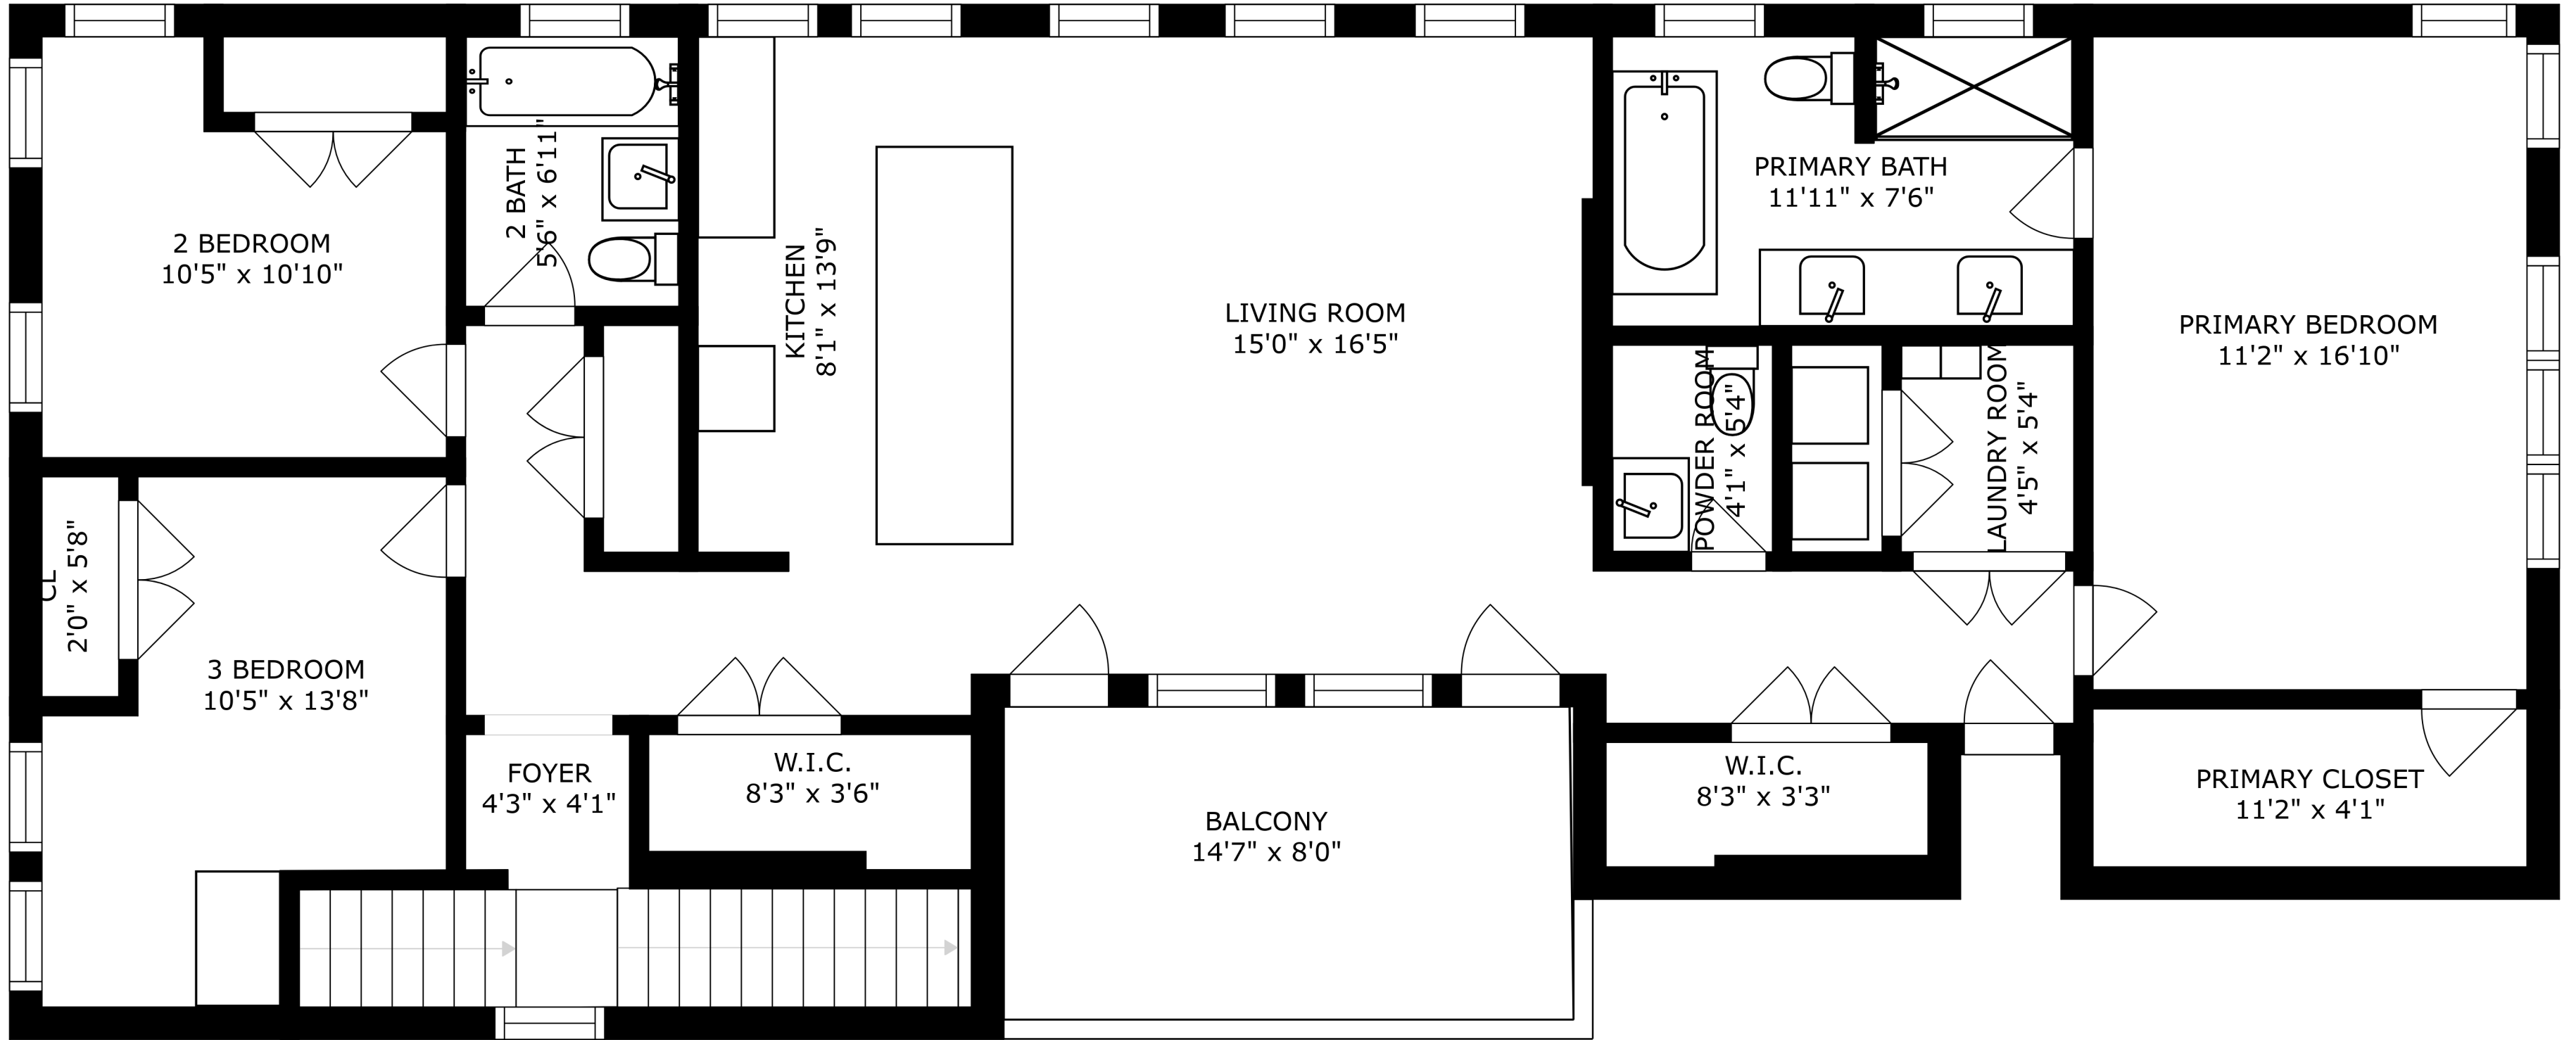 2 BEDROOM
10'5" x 10'10"
2 BATH
5'6" x 6'11"
KITCHEN
8'1" x 13'9"
LIVING ROOM
15'0" x 16'5"
PRIMARY BATH
11'11" x 7'6"
PRIMARY BEDROOM
11'2" x 16'10"
POWDER ROOM
4'1" x 5'4"
LAUNDRY ROOM
4'5" x 5'4"
CL
2'0" x 5'8"
3 BEDROOM
10'5" x 13'8"
FOYER
4'3" x 4'1"
W.I.C.
8'3" x 3'6"
BALCONY
14'7" x 8'0"
W.I.C.
8'3" x 3'3"
PRIMARY CLOSET
11'2" x 4'1"